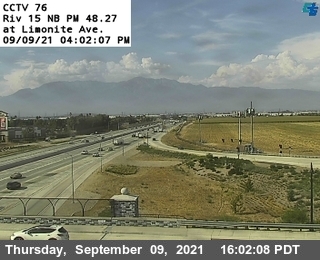 CCTV 76
Riv 15 NB PM 48.27
at Limonite Ave.
09/09/21 04:02:07 PM
Thursday, September 09, 2021 16:02:08 PDT